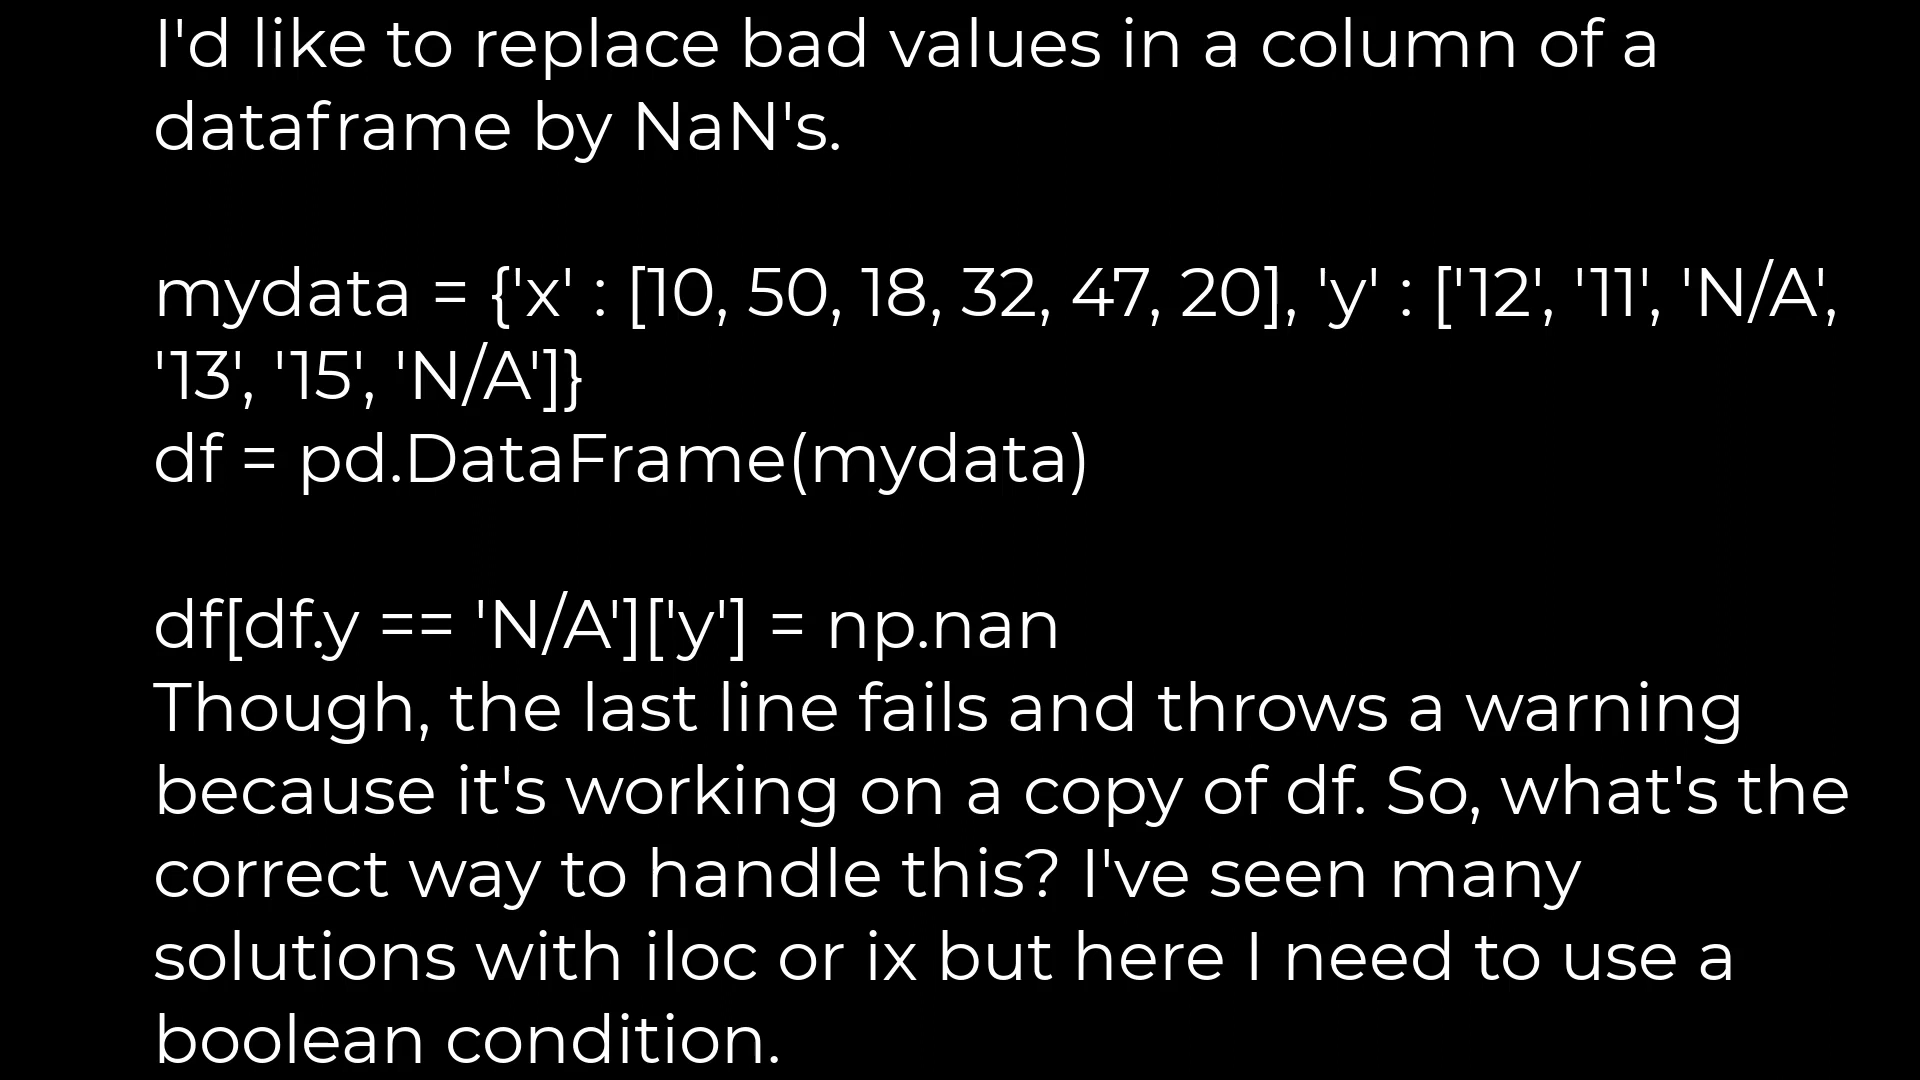 I'd like to replace bad values in a column of a
dataframe by NaN's.
mydata = {'x' : [10, 50, 18, 32, 47, 20], 'y' : ['12', '11', 'N/A',
'13', '15', 'N/A']}
df = pd.DataFrame(mydata)
df[df.y == 'N/A']['y'] = np.nan
Though, the last line fails and throws a warning
because it's working on a copy of df. So, what's the
correct way to handle this? I've seen many
solutions with iloc or ix but here I need to use a
boolean condition.